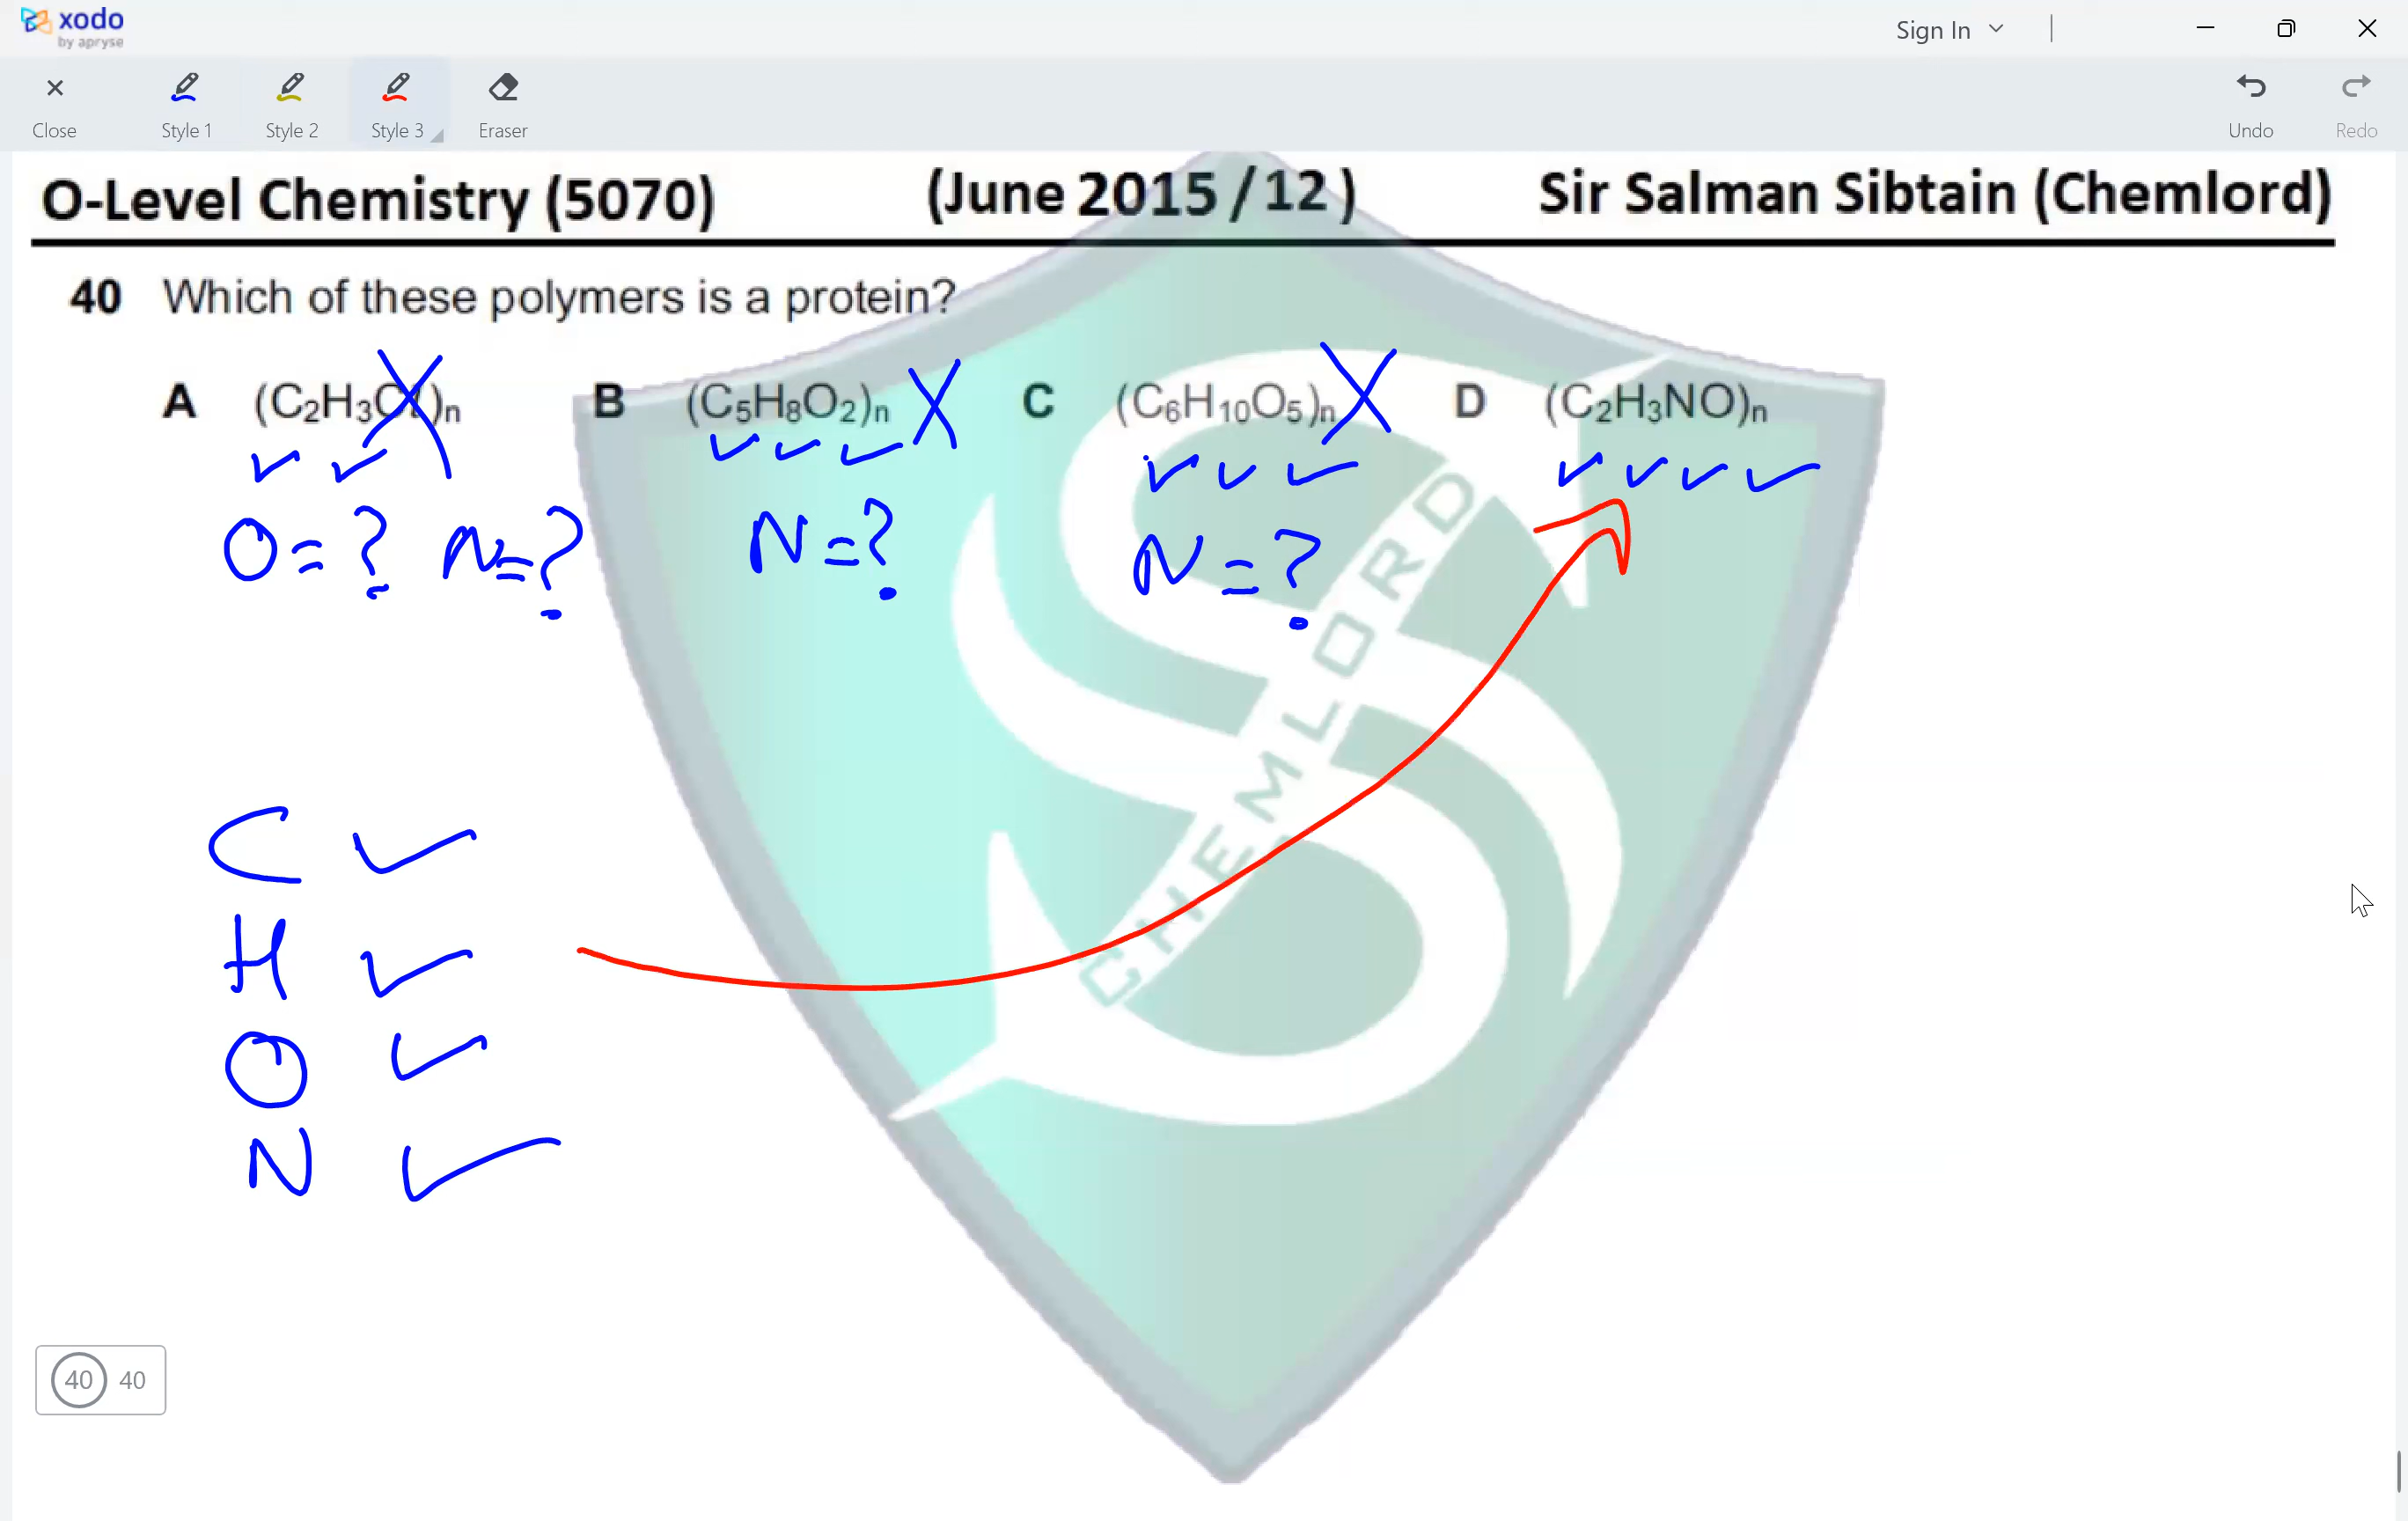 xodo
by apryse
Sign In
Close
Style 1
Style 2
Style 3
Eraser
Undo
Redo
O-Level Chemistry (5070) (June 2015 / 12 ) Sir Salman Sibtain (Chemlord)
40 Which of these polymers is a protein?
A (C₂H₃Cl)ₙ B (C₅H₈O₂)ₙ C (C₆H₁₀O₅)ₙ D (C₂H₃NO)ₙ
O = ? N = ? N = ? N = ?
CHEMLORD
C ✓
H ✓
O ✓
N ✓
40 40